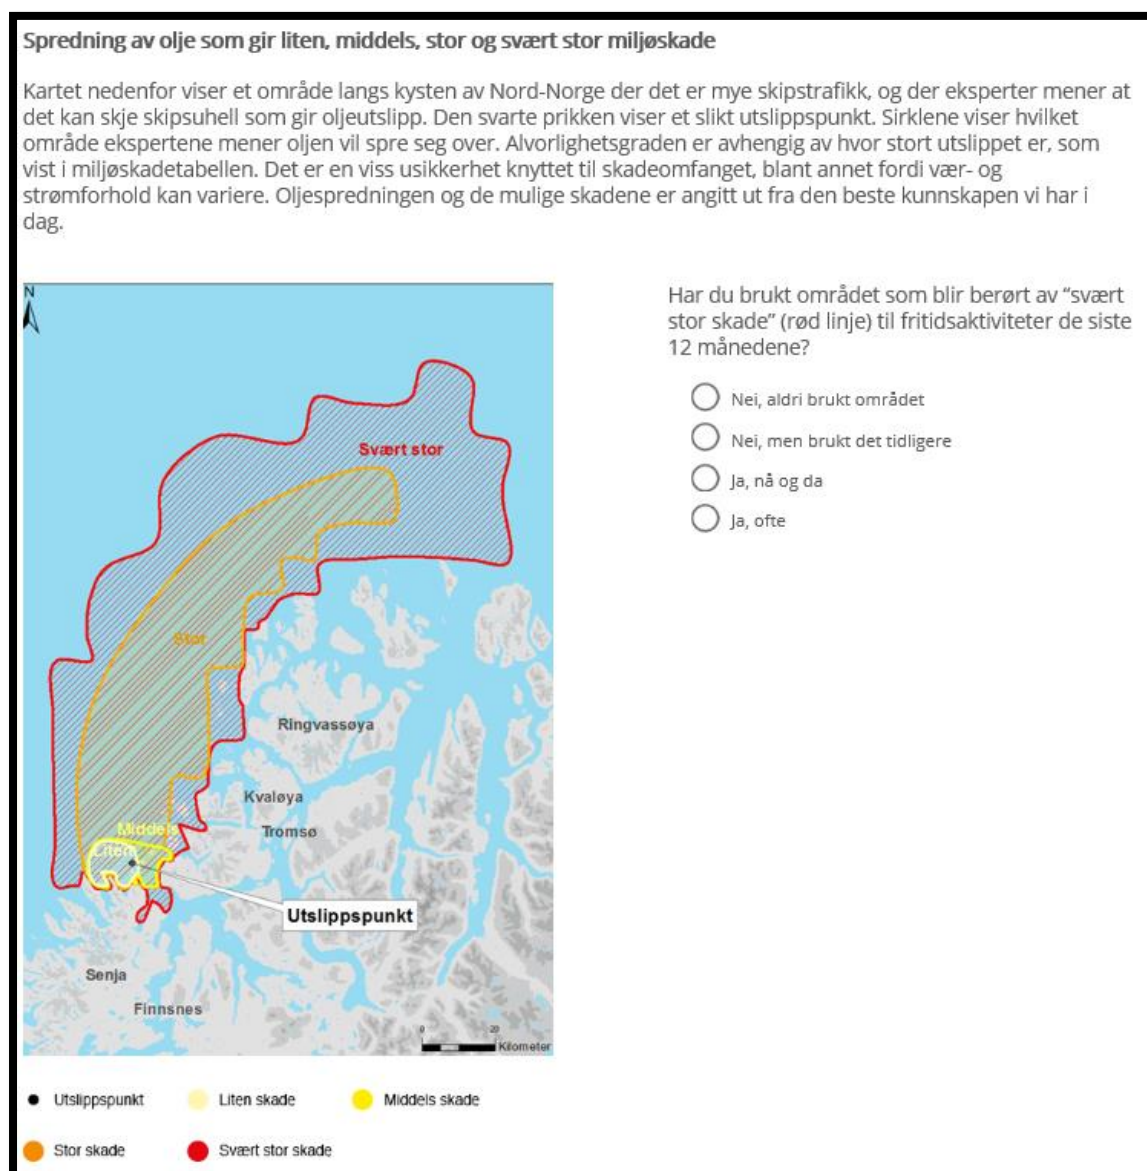 Spredning av olje som gir liten, middels, stor og svært stor miljøskade
Kartet nedenfor viser et område langs kysten av Nord-Norge der det er mye skipstrafikk, og der eksperter mener at
det kan skje skipsuhell som gir oljeutslipp. Den svarte prikken viser et slikt utslippspunkt. Sirklene viser hvilket
område ekspertene mener oljen vil spre seg over. Alvorlighetsgraden er avhengig av hvor stort utslippet er, som
vist i miljøskadetabellen. Det er en viss usikkerhet knyttet til skadeomfanget, blant annet fordi vær- og
strømforhold kan variere. Oljespredningen og de mulige skadene er angitt ut fra den beste kunnskapen vi har i
dag.
N
Svært stor
Stor
Ringvassøya
Kvaløya
Middels
Tromsø
Liten
Utslippspunkt
Senja
Finnsnes
0 20
Kilometer
Utslippspunkt
Liten skade
Middels skade
Stor skade
Svært stor skade
Har du brukt området som blir berørt av “svært
stor skade” (rød linje) til fritidsaktiviteter de siste
12 månedene?
Nei, aldri brukt området
Nei, men brukt det tidligere
Ja, nå og da
Ja, ofte